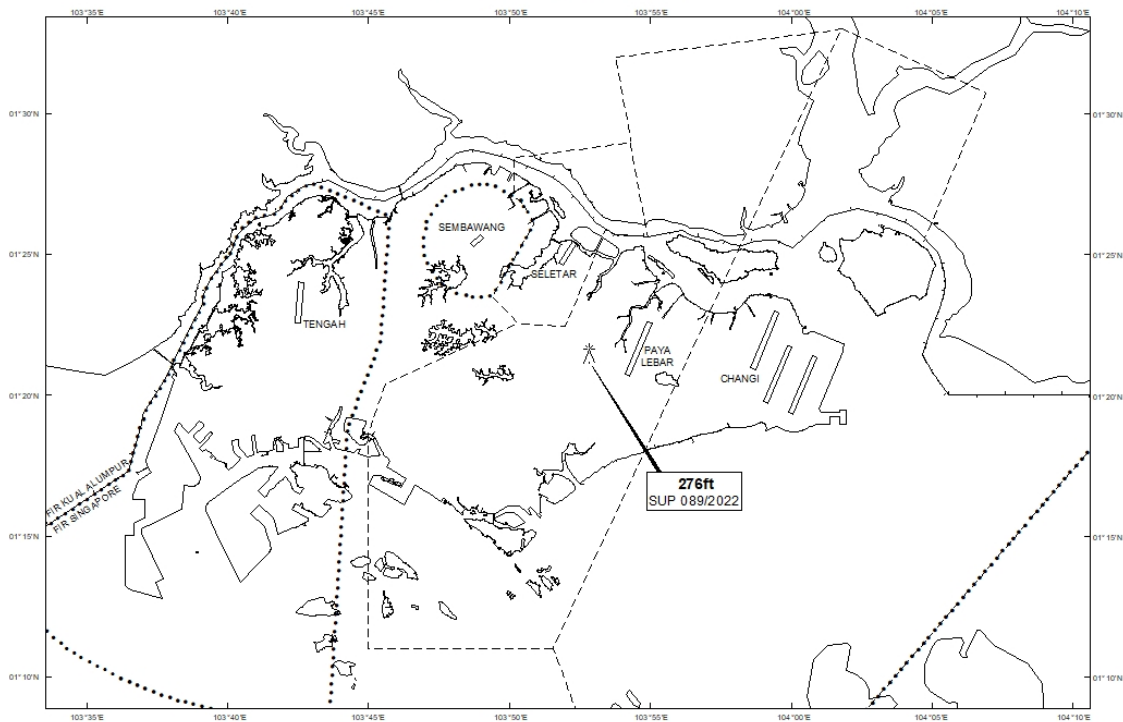 103°35'E 103°40'E 103°45'E 103°50'E 103°55'E 104°00'E 104°05'E 104°10'E
01°30'N 01°30'N
SEMBAWANG
01°25'N 01°25'N
SELETAR
TENGAH
PAYA
LEBAR
CHANGI
01°20'N 01°20'N
276ft
SUP 089/2022
FIR KUALALUMPUR
FIR SINGAPORE
01°15'N 01°15'N
01°10'N 01°10'N
103°35'E 103°40'E 103°45'E 103°50'E 103°55'E 104°00'E 104°05'E 104°10'E